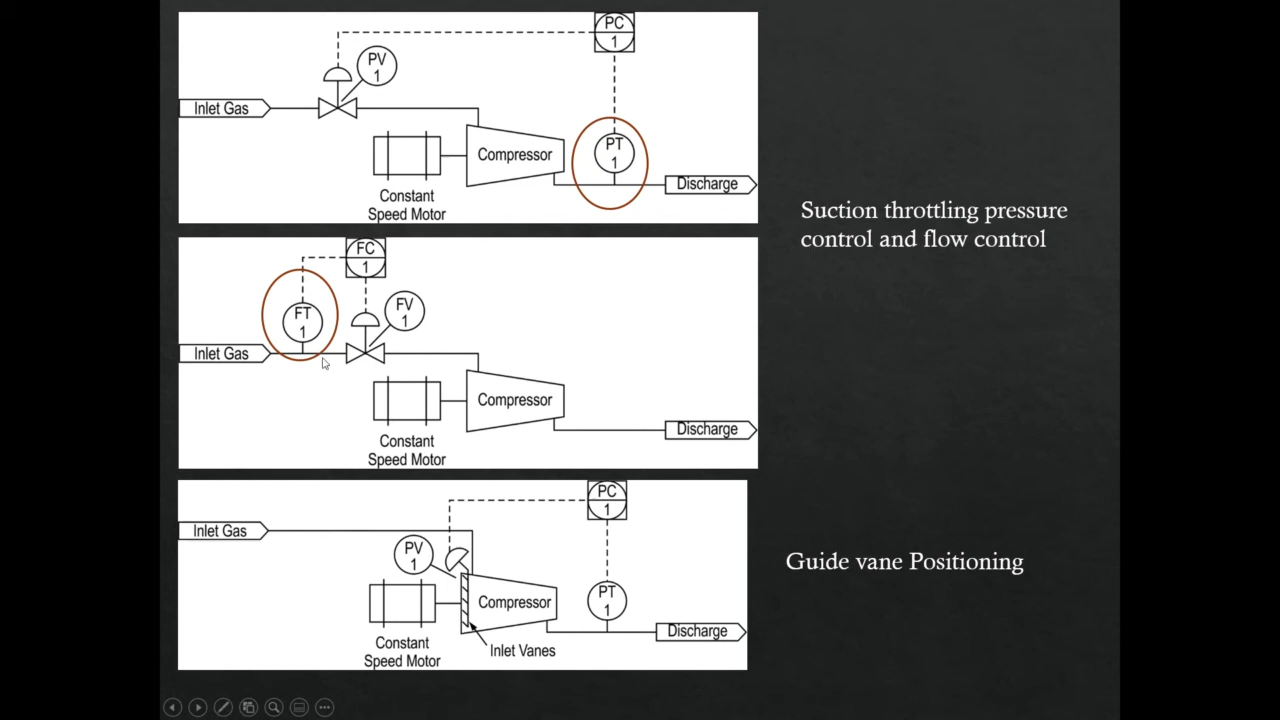 PC
1
PV
1
Inlet Gas
PT
1
Compressor
Discharge
Constant
Speed Motor
Suction throttling pressure
control and flow control
FC
1
FT
1
FV
1
Inlet Gas
Compressor
Discharge
Constant
Speed Motor
PC
1
Inlet Gas
PV
1
Compressor
PT
1
Discharge
Constant
Speed Motor
Inlet Vanes
Guide vane Positioning